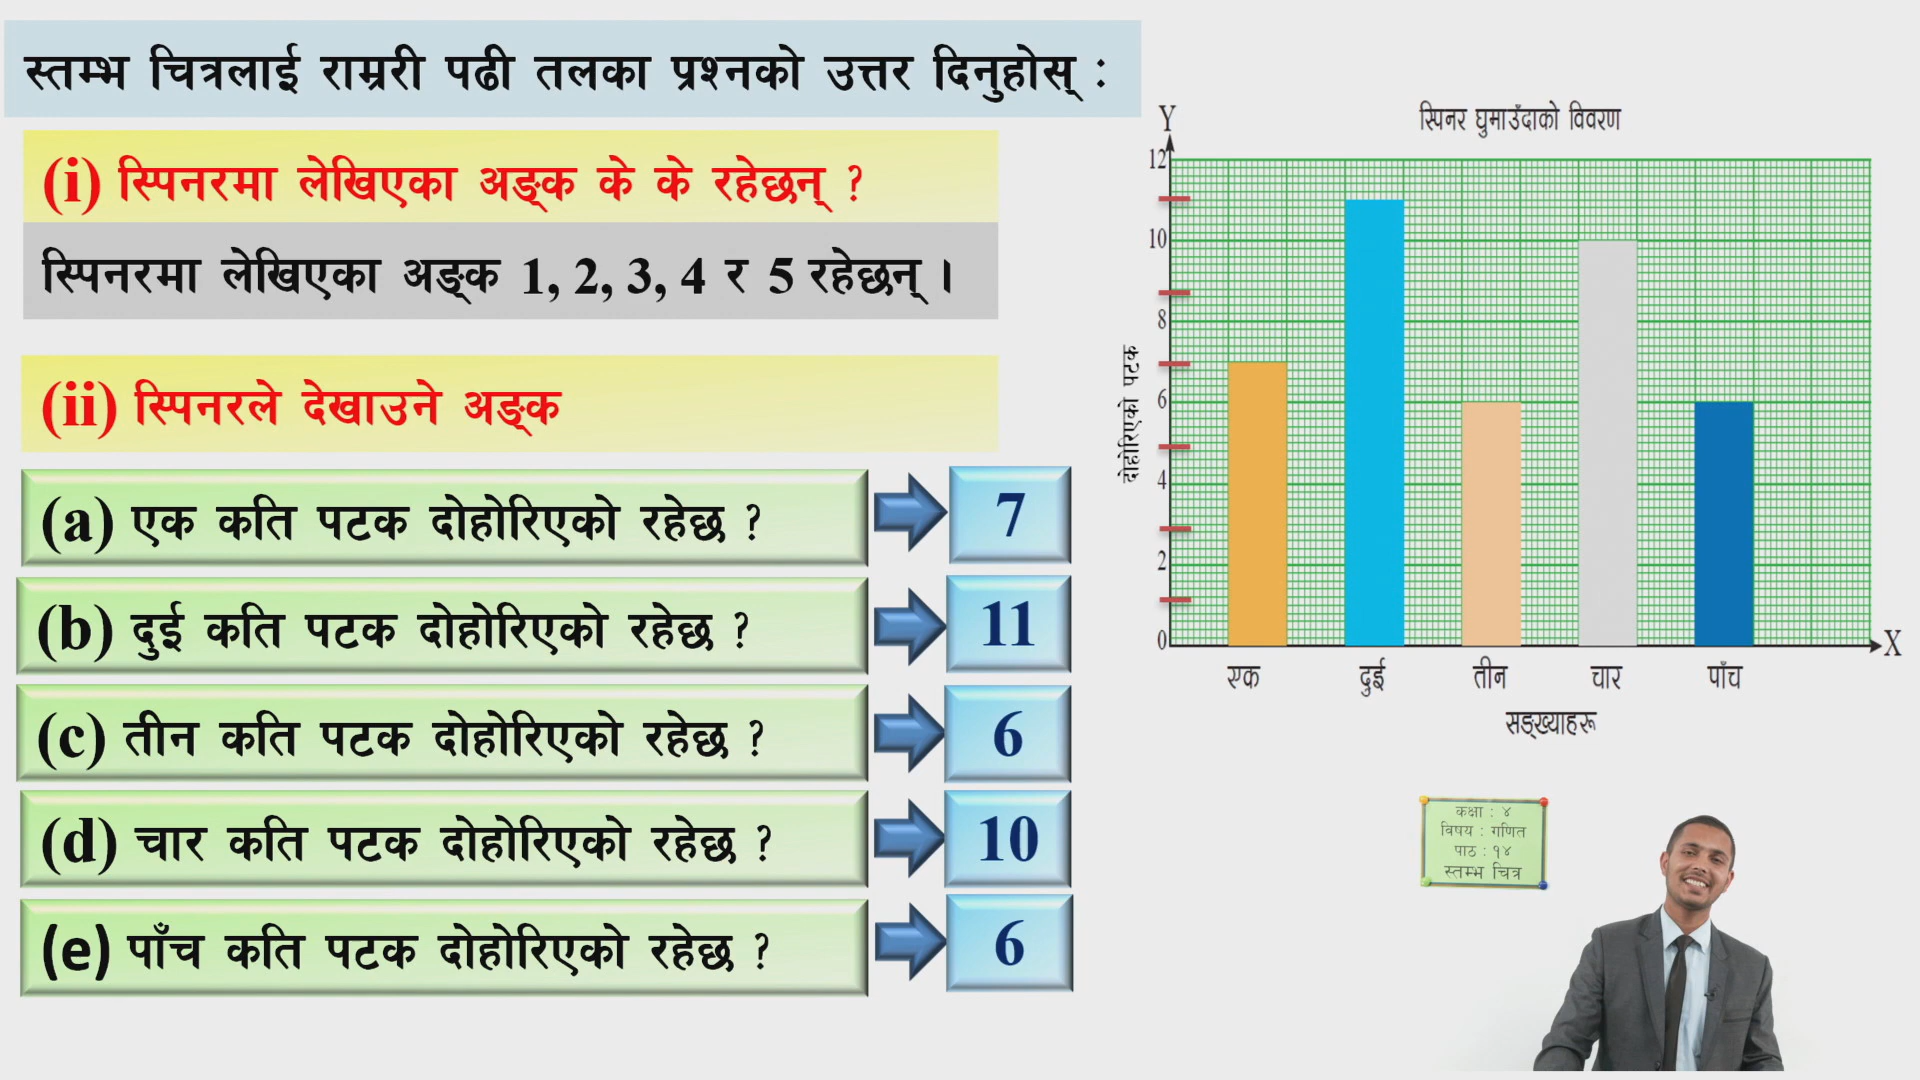 स्तम्भ चित्रलाई राम्ररी पढी तलका प्रश्नको उत्तर दिनुहोस् :
(i) स्पिनरमा लेखिएका अङ्क के के रहेछन् ?
स्पिनरमा लेखिएका अङ्क 1, 2, 3, 4 र 5 रहेछन् ।
(ii) स्पिनरले देखाउने अङ्क
(a) एक कति पटक दोहोरिएको रहेछ ? 7
(b) दुई कति पटक दोहोरिएको रहेछ ? 11
(c) तीन कति पटक दोहोरिएको रहेछ ? 6
(d) चार कति पटक दोहोरिएको रहेछ ? 10
(e) पाँच कति पटक दोहोरिएको रहेछ ? 6
स्पिनर घुमाउँदाको विवरण
Y
12
10
8
6
4
2
0
X
दोहोरिएको पटक
एक दुई तीन चार पाँच
सङ्ख्याहरू
कक्षा : ४
विषय : गणित
पाठ : १४
स्तम्भ चित्र